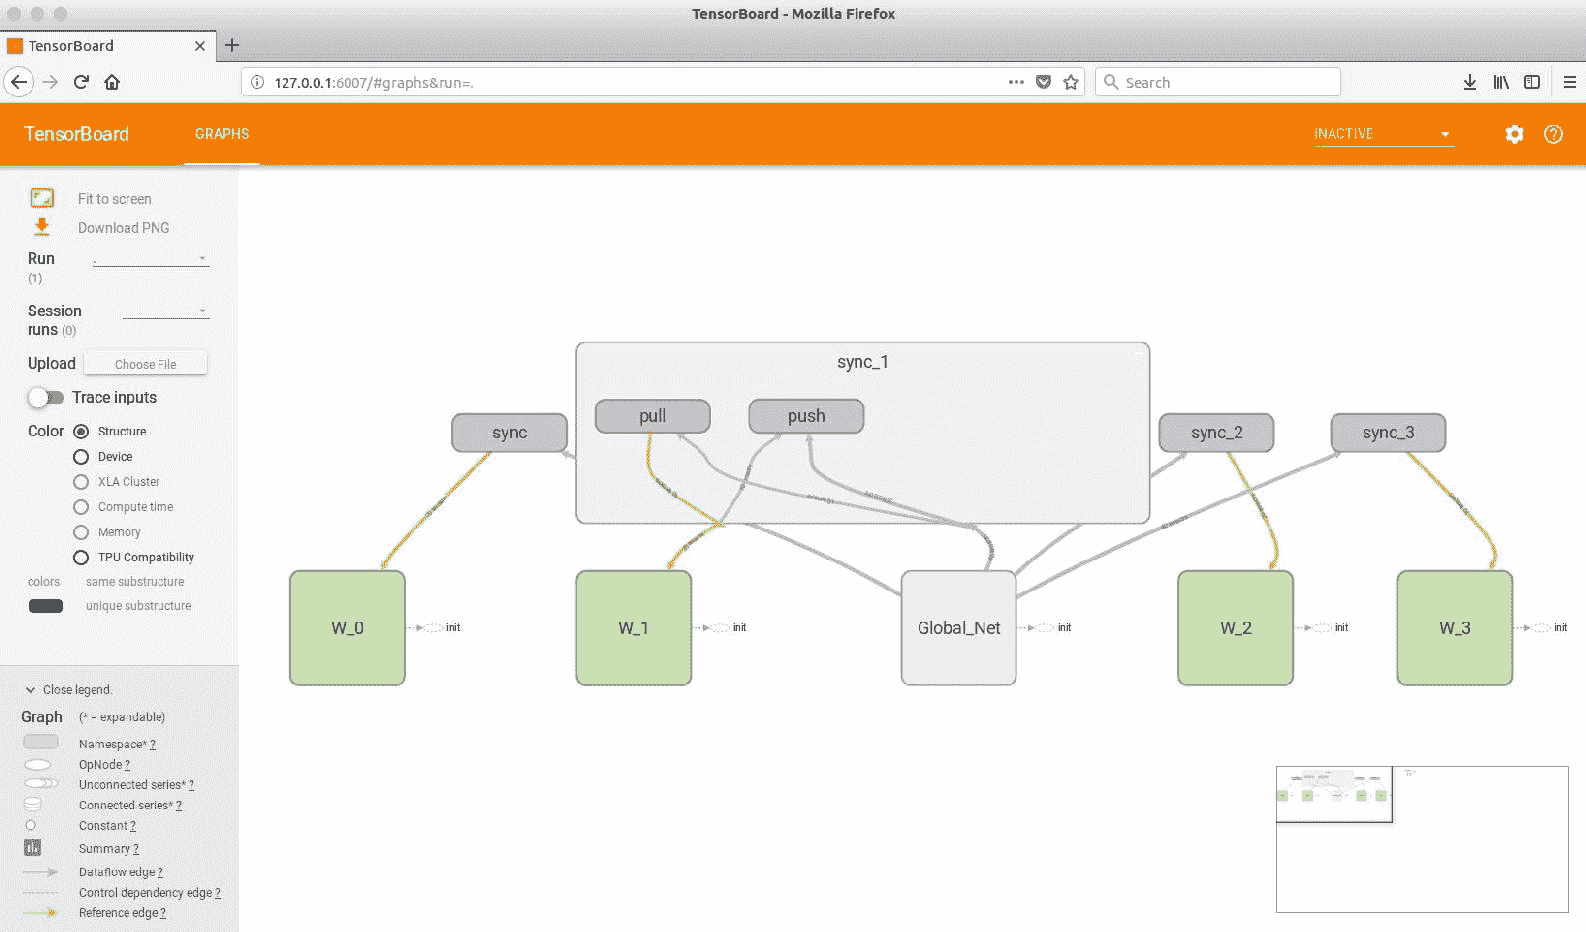 TensorBoard - Mozilla Firefox
TensorBoard
127.0.0.1:6007/#graphs&run=.
Search
TensorBoard
GRAPHS
INACTIVE
Fit to screen
Download PNG
Run
(1)
.
Session
runs (0)
Upload
Choose File
Trace inputs
Color
Structure
Device
XLA Cluster
Compute time
Memory
TPU Compatibility
colors
same substructure
unique substructure
Close legend.
Graph
(* = expandable)
Namespace* ?
OpNode ?
Unconnected series* ?
Connected series* ?
Constant ?
Summary ?
Dataflow edge ?
Control dependency edge ?
Reference edge ?
sync_1
pull
push
sync
sync_2
sync_3
W_0
init
W_1
init
Global_Net
init
W_2
init
W_3
init